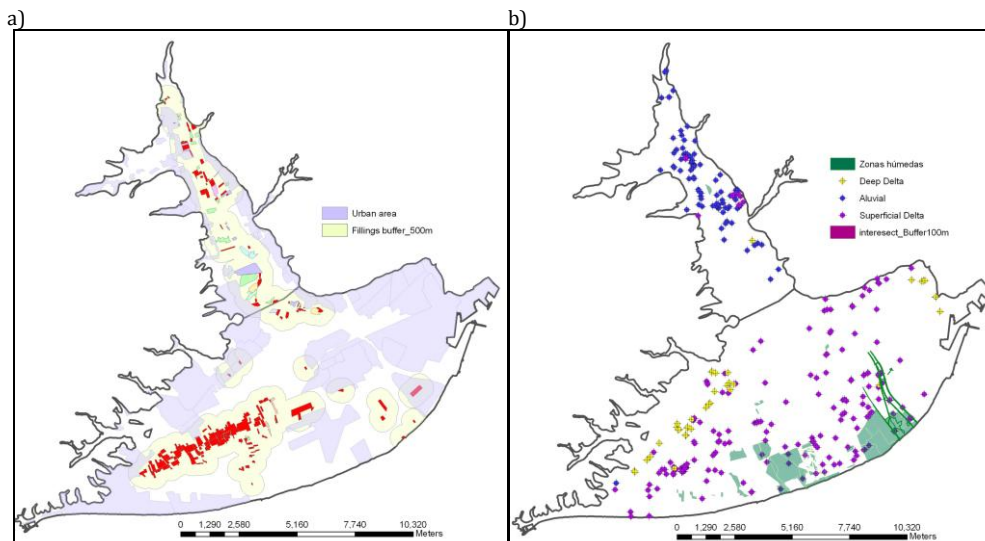 a)
b)
Urban area
Fillings buffer_500m
0 1,290 2,580 5,160 7,740 10,320
Meters
Zonas húmedas
Deep Delta
Aluvial
Superficial Delta
interesect_Buffer100m
0 1,290 2,580 5,160 7,740 10,320
Meters